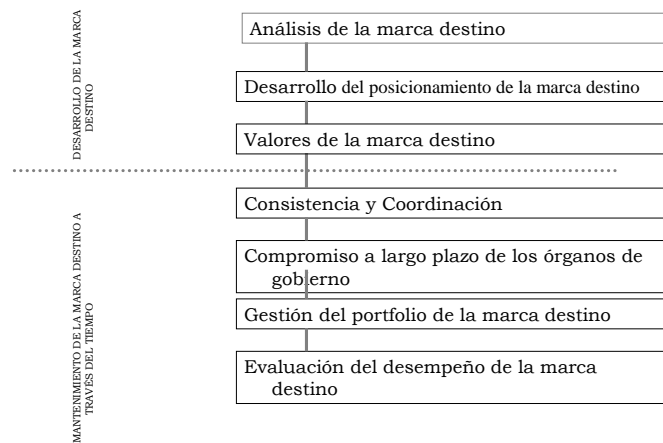 DESARROLLO DE LA MARCA
DESTINO
Análisis de la marca destino
Desarrollo del posicionamiento de la marca destino
Valores de la marca destino
MANTENIMIENTO DE LA MARCA DESTINO A
TRAVÉS DEL TIEMPO
Consistencia y Coordinación
Compromiso a largo plazo de los órganos de
gobierno
Gestión del portfolio de la marca destino
Evaluación del desempeño de la marca
destino